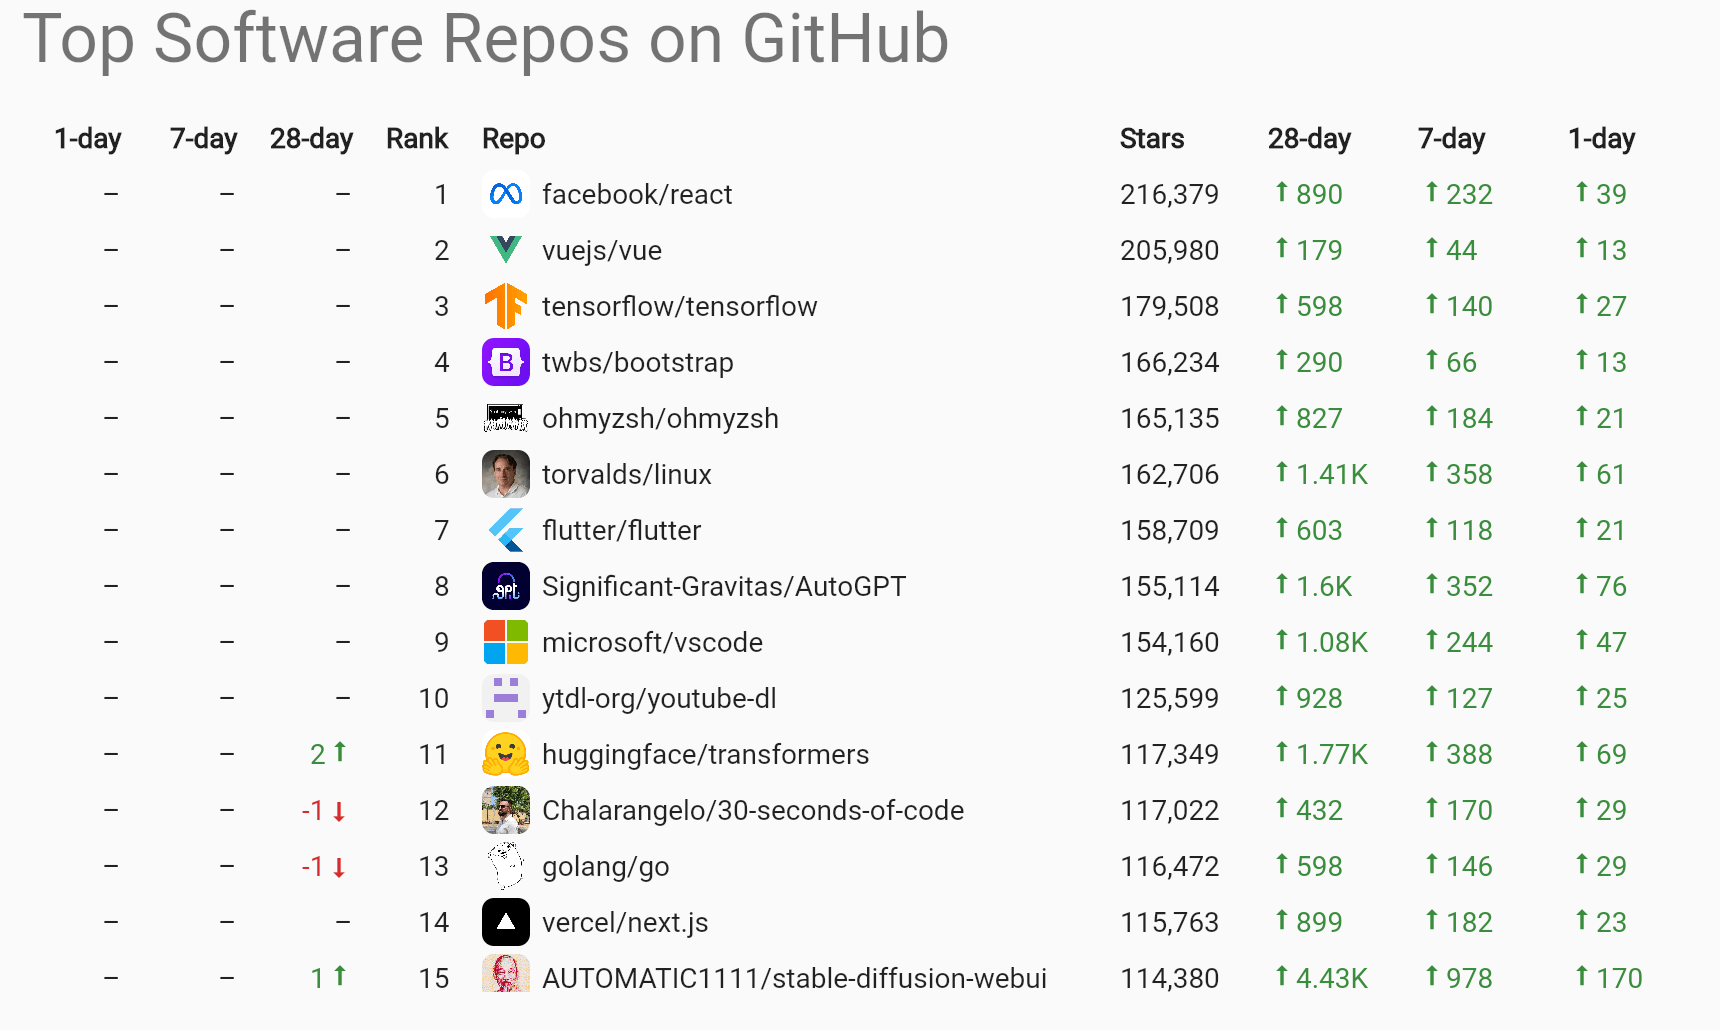 Top Software Repos on GitHub
1-day 7-day 28-day Rank Repo Stars 28-day 7-day 1-day
– – – 1 facebook/react 216,379 ↑ 890 ↑ 232 ↑ 39
– – – 2 vuejs/vue 205,980 ↑ 179 ↑ 44 ↑ 13
– – – 3 tensorflow/tensorflow 179,508 ↑ 598 ↑ 140 ↑ 27
– – – 4 B twbs/bootstrap 166,234 ↑ 290 ↑ 66 ↑ 13
– – – 5 ohmyzsh/ohmyzsh 165,135 ↑ 827 ↑ 184 ↑ 21
– – – 6 torvalds/linux 162,706 ↑ 1.41K ↑ 358 ↑ 61
– – – 7 flutter/flutter 158,709 ↑ 603 ↑ 118 ↑ 21
– – – 8 gpt Significant-Gravitas/AutoGPT 155,114 ↑ 1.6K ↑ 352 ↑ 76
– – – 9 microsoft/vscode 154,160 ↑ 1.08K ↑ 244 ↑ 47
– – – 10 ytdl-org/youtube-dl 125,599 ↑ 928 ↑ 127 ↑ 25
– – 2 ↑ 11 huggingface/transformers 117,349 ↑ 1.77K ↑ 388 ↑ 69
– – -1 ↓ 12 Chalarangelo/30-seconds-of-code 117,022 ↑ 432 ↑ 170 ↑ 29
– – -1 ↓ 13 golang/go 116,472 ↑ 598 ↑ 146 ↑ 29
– – – 14 vercel/next.js 115,763 ↑ 899 ↑ 182 ↑ 23
– – 1 ↑ 15 AUTOMATIC1111/stable-diffusion-webui 114,380 ↑ 4.43K ↑ 978 ↑ 170